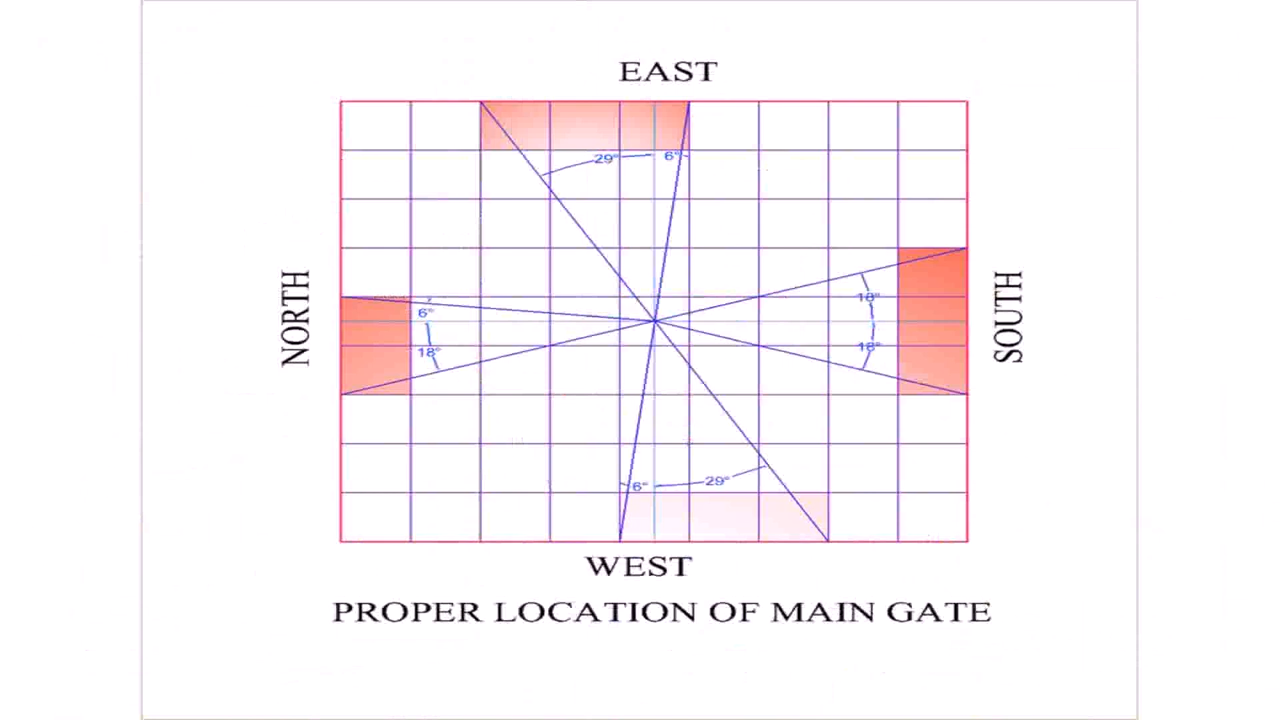 EAST
29° 6°
NORTH
6°
18°
18°
18°
SOUTH
6° 29°
WEST
PROPER LOCATION OF MAIN GATE